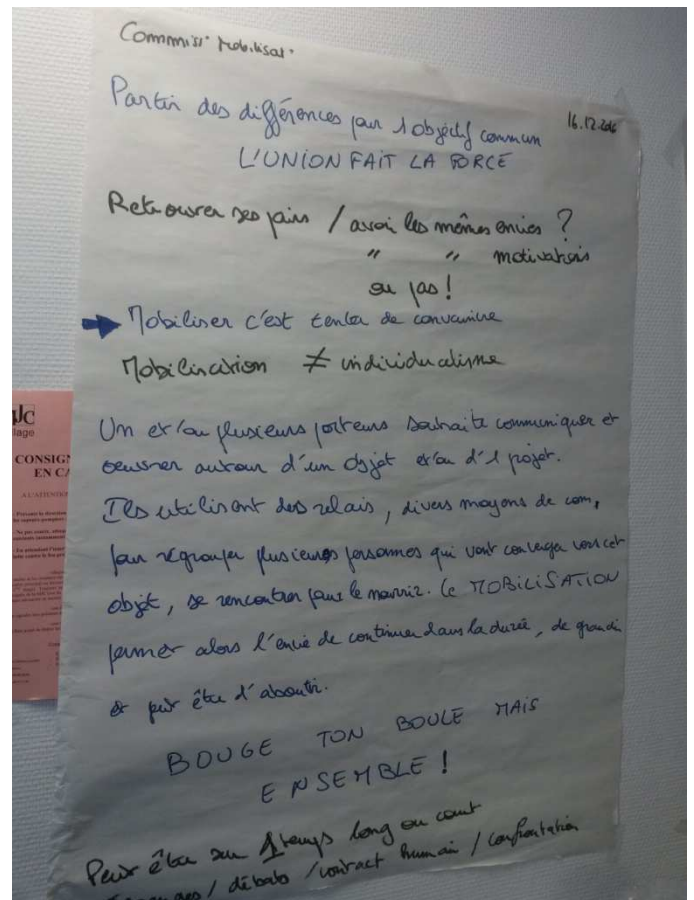 Commiss° Mobilisat°
16.12.2016
Partir des différences pour 1 objectif commun
L'UNION FAIT LA FORCE
Retrouver ses pairs / avoir les mêmes envies ?
" " motivations
ou pas !
→ Mobiliser c'est tenter de convaincre
Mobilisation ≠ individualisme
Un et/ou plusieurs porteurs souhaite communiquer et
oeuvrer autour d'un objet et/ou d'1 projet.
Ils utilisent des relais, divers moyens de com,
pour regrouper plusieurs personnes qui vont converger vers cet
objet, se rencontrer pour le nourrir. Ce MOBILISATION
permet alors l'envie de continuer dans la durée, de grandir
et peut être d'aboutir.
BOUGE TON BOULE MAIS
ENSEMBLE !
Peut être sur 1 temps long ou court
/ débats / contact humain / confrontation
MJC
lage
CONSIGN
EN CA